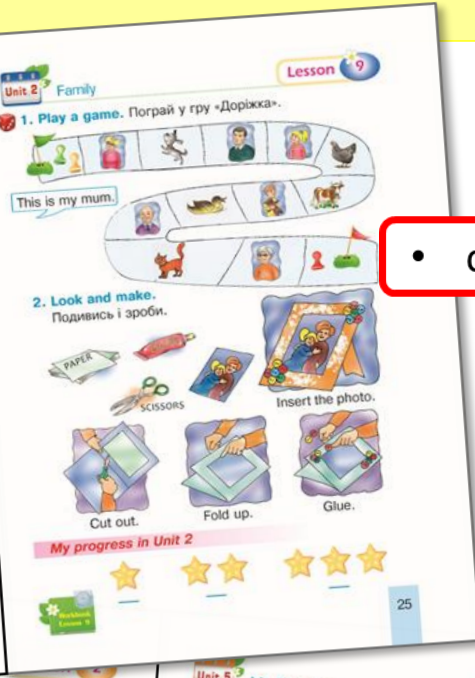 Unit 2
Family
Lesson 9
1. Play a game. Пограй у гру «Доріжка».
This is my mum.
2. Look and make.
Подивись і зроби.
PAPER
SCISSORS
Insert the photo.
Cut out.
Fold up.
Glue.
My progress in Unit 2
Workbook
Lesson 9
25
Unit 5